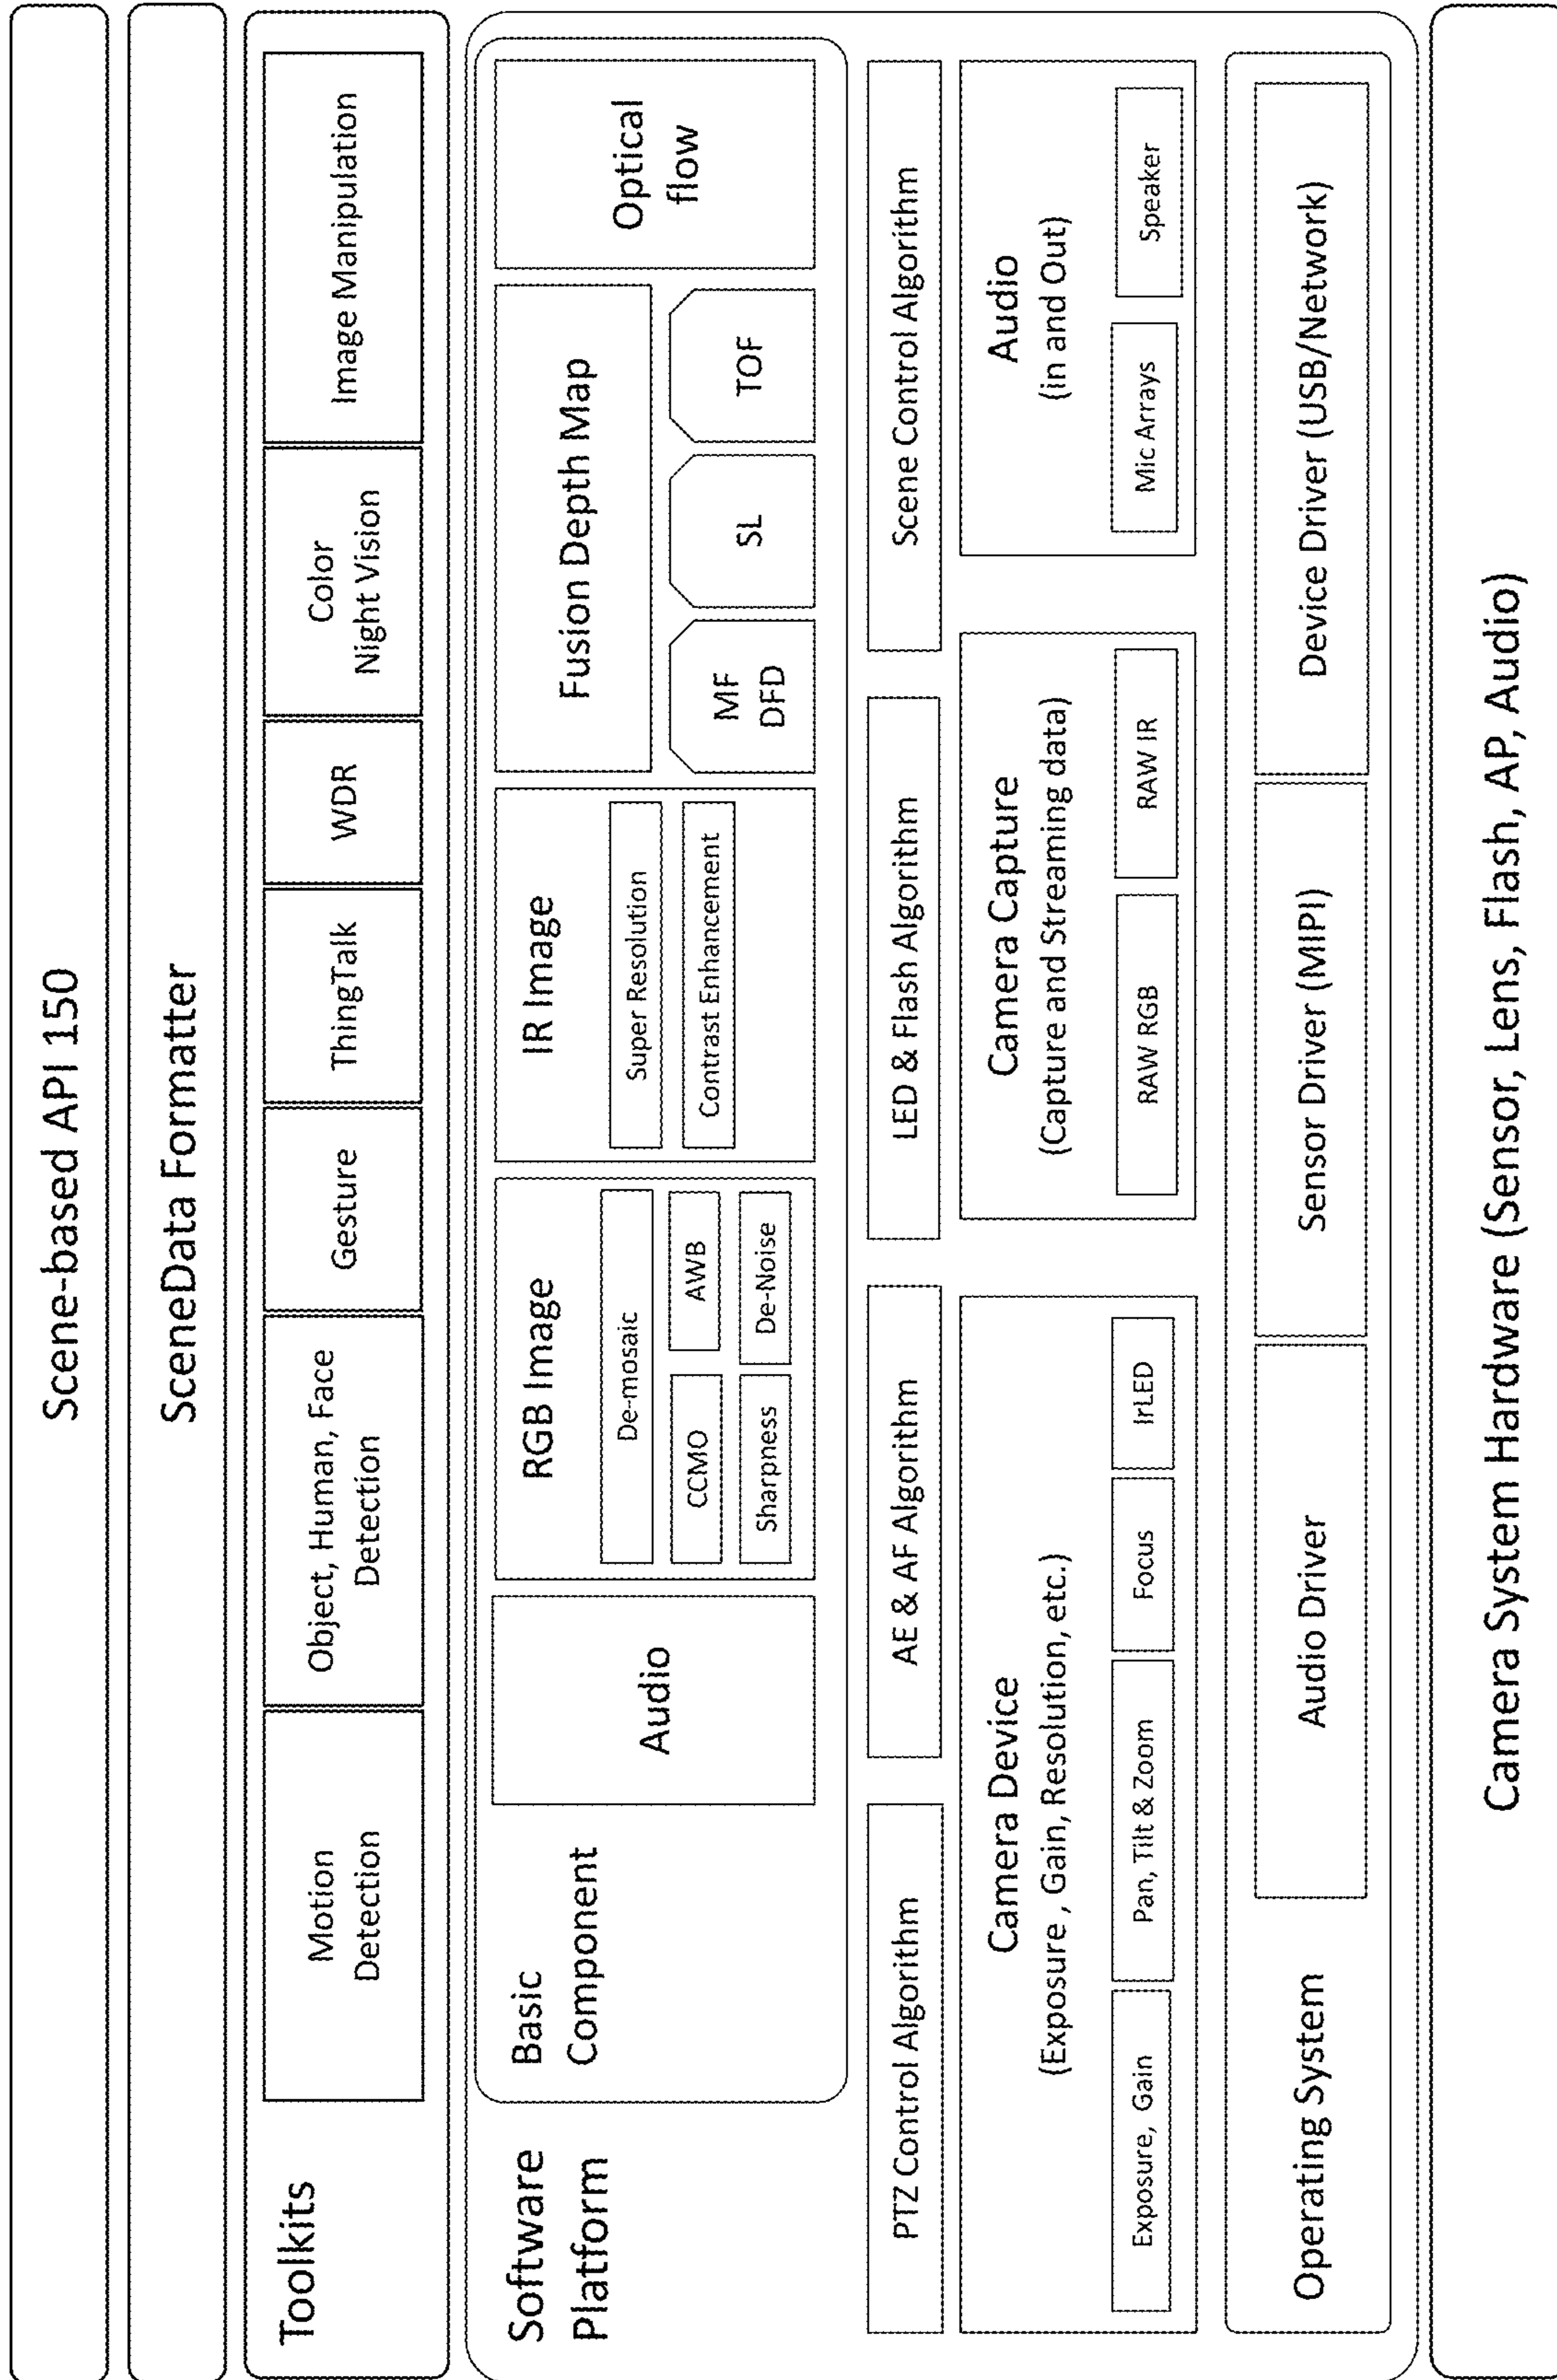 Scene-based API 150
SceneData Formatter
Toolkits
Motion
Detection
Object, Human, Face
Detection
Gesture
ThingTalk
WDR
Color
Night Vision
Image Manipulation
Software
Platform
Basic
Component
Audio
RGB Image
De-mosaic
CCMO
AWB
Sharpness
De-Noise
IR Image
Super Resolution
Contrast Enhancement
Fusion Depth Map
MF
DFD
SL
TOF
Optical
flow
PTZ Control Algorithm
AE & AF Algorithm
LED & Flash Algorithm
Scene Control Algorithm
Camera Device
(Exposure , Gain, Resolution, etc.)
Exposure, Gain
Pan, Tilt & Zoom
Focus
IrLED
Camera Capture
(Capture and Streaming data)
RAW RGB
RAW IR
Audio
(in and Out)
Mic Arrays
Speaker
Operating System
Audio Driver
Sensor Driver (MIPI)
Device Driver (USB/Network)
Camera System Hardware (Sensor, Lens, Flash, AP, Audio)